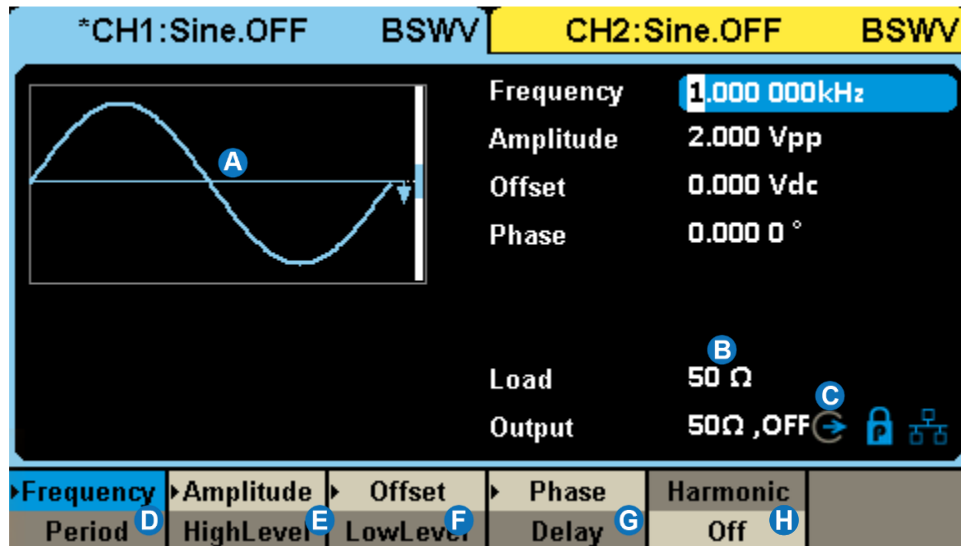 *CH1:Sine.OFF BSWV CH2:Sine.OFF BSWV
Frequency 1.000 000kHz
Amplitude 2.000 Vpp
Offset 0.000 Vdc
Phase 0.000 0 °
A
B
Load 50 Ω
C
Output 50Ω ,OFF P
Frequency Amplitude Offset Phase Harmonic
Period D HighLevel E LowLevel F Delay G Off H